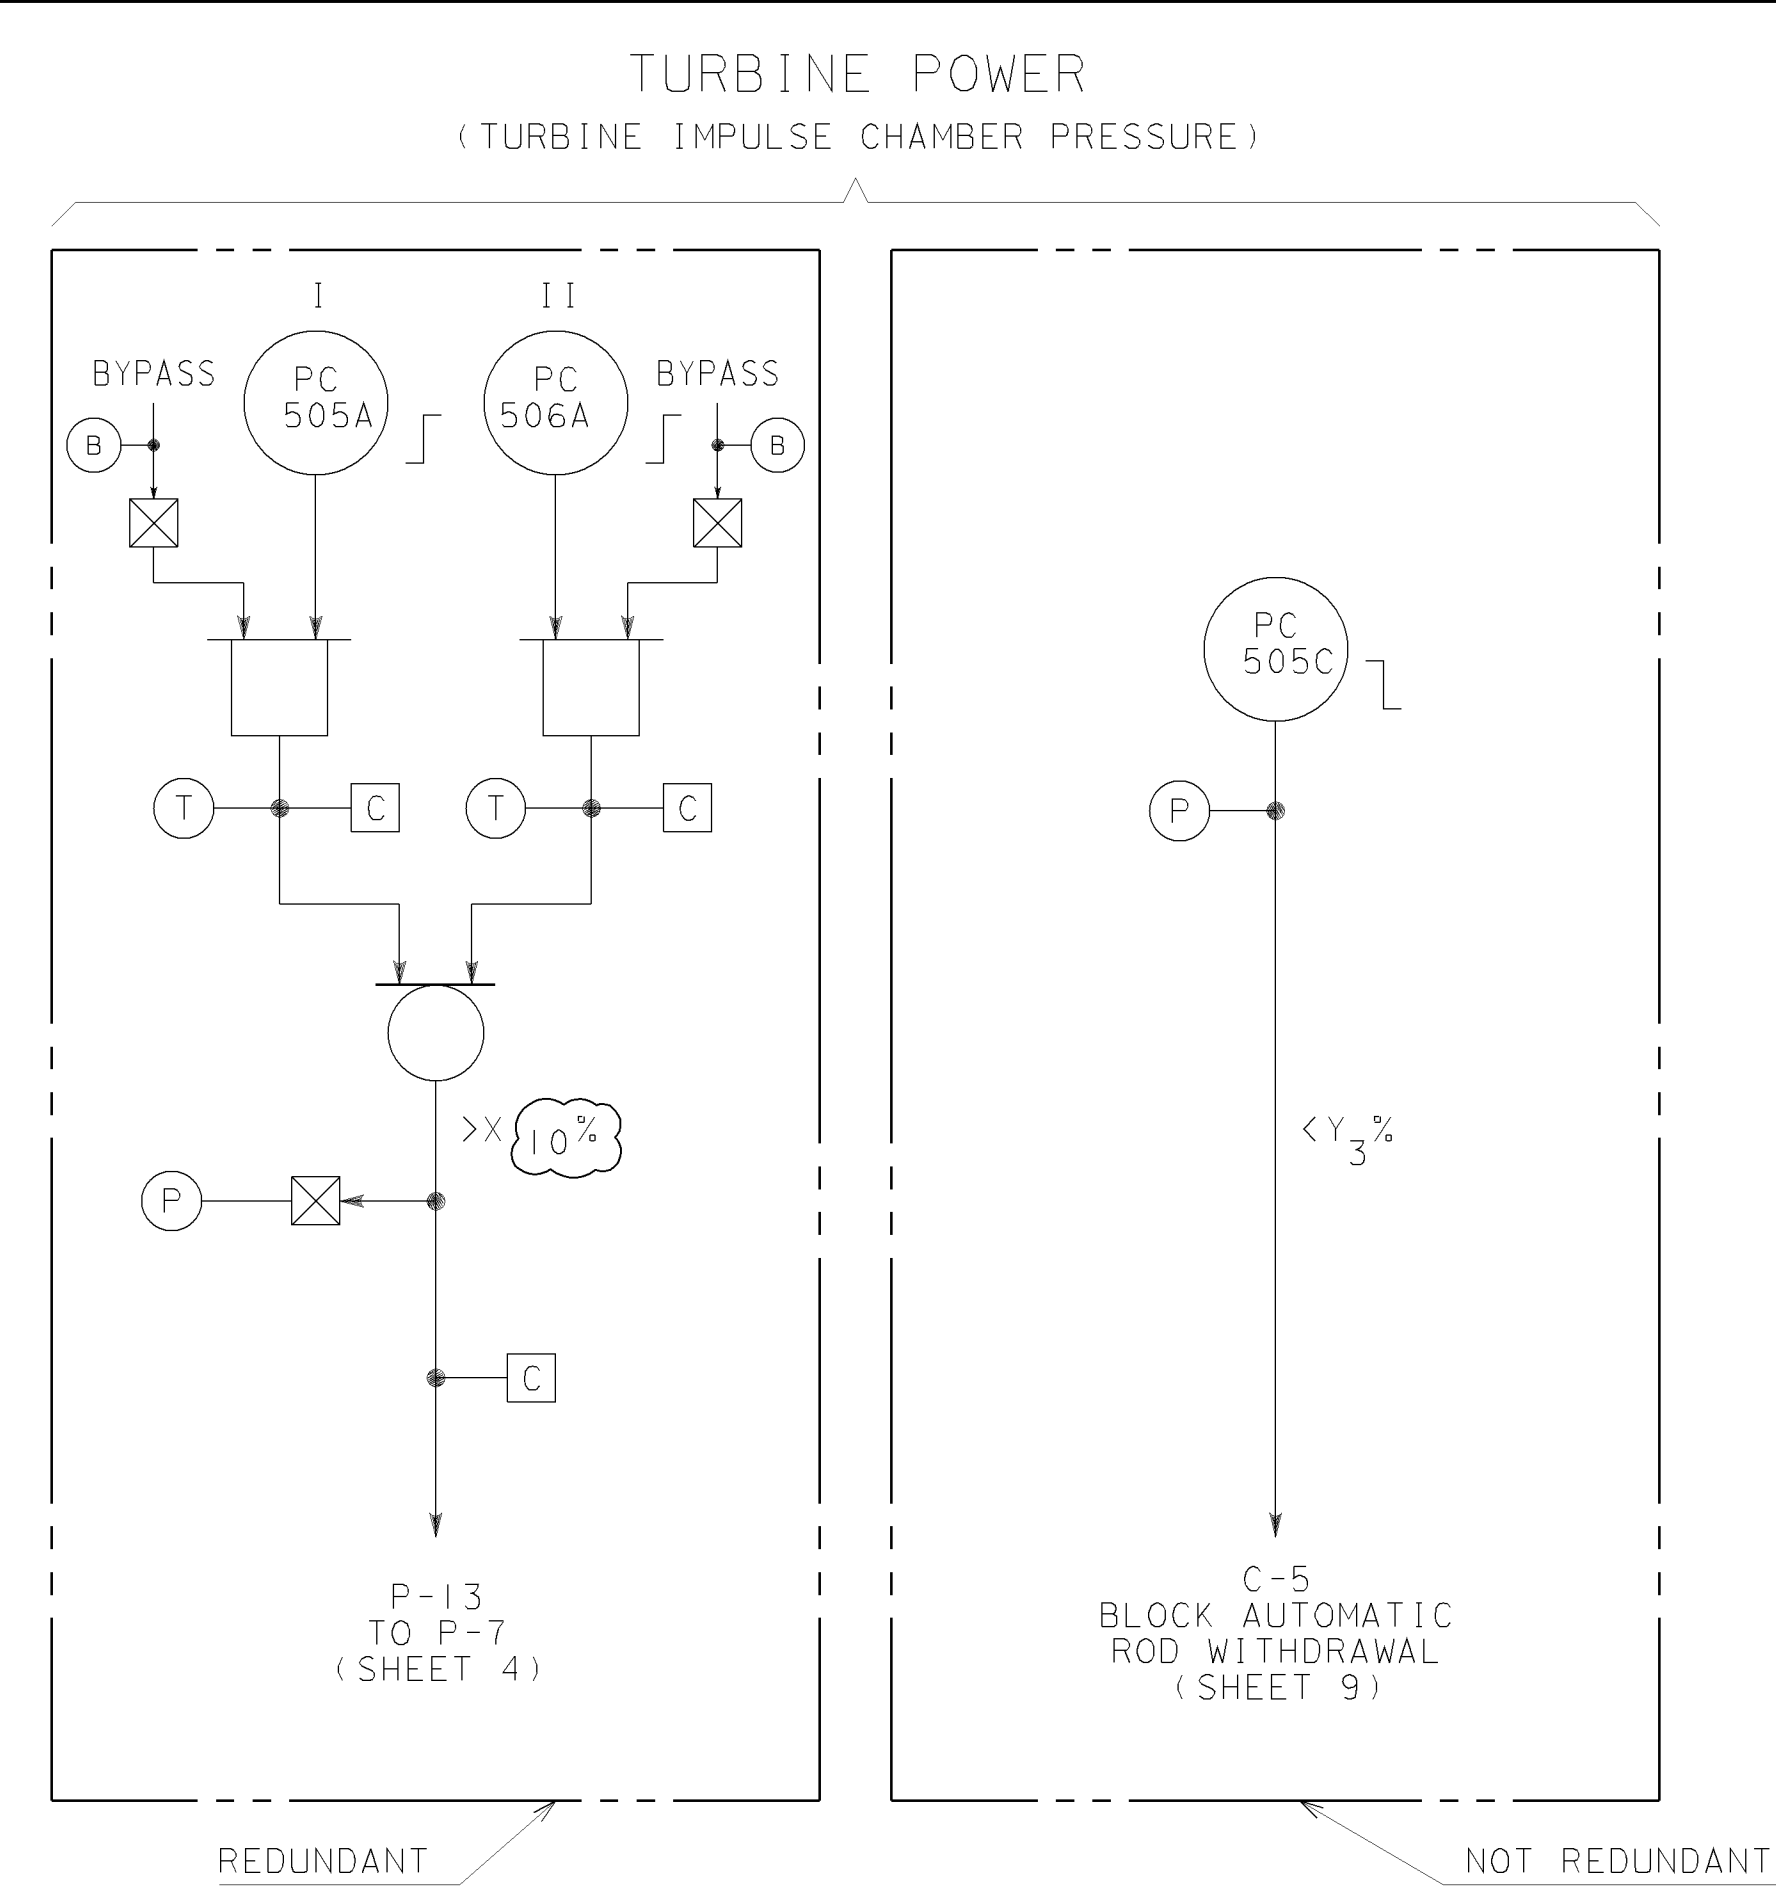 TURBINE POWER
(TURBINE IMPULSE CHAMBER PRESSURE)
I
II
BYPASS
PC
505A
PC
506A
BYPASS
B
B
T
C
T
C
>X 10%
P
C
P-13
TO P-7
(SHEET 4)
REDUNDANT
PC
505C
P
<Y 3%
C-5
BLOCK AUTOMATIC
ROD WITHDRAWAL
(SHEET 9)
NOT REDUNDANT